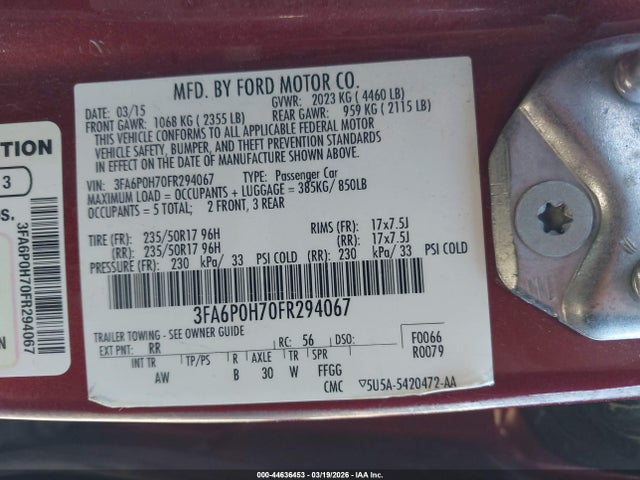 MFD. BY FORD MOTOR CO.
DATE: 03/15 GVWR: 2023 KG ( 4460 LB)
FRONT GAWR: 1068 KG ( 2355 LB) REAR GAWR: 959 KG ( 2115 LB)
THIS VEHICLE CONFORMS TO ALL APPLICABLE FEDERAL MOTOR
VEHICLE SAFETY, BUMPER, AND THEFT PREVENTION STANDARDS
IN EFFECT ON THE DATE OF MANUFACTURE SHOWN ABOVE.
VIN: 3FA6P0H70FR294067 TYPE: Passenger Car
MAXIMUM LOAD = OCCUPANTS + LUGGAGE = 385KG/ 850LB
OCCUPANTS = 5 TOTAL; 2 FRONT, 3 REAR
TIRE (FR): 235/50R17 96H RIMS (FR): 17x7.5J
(RR): 235/50R17 96H (RR): 17x7.5J
PRESSURE (FR): 230 kPa/ 33 PSI COLD (RR): 230 kPa/ 33 PSI COLD
3FA6P0H70FR294067
TRAILER TOWING - SEE OWNER GUIDE
EXT PNT: RR RC: 56 DSO: F0066
R0079
INT TR TP/PS R AXLE TR SPR
AW B 30 W FFGG
CMC ▽5U5A-5420472-AA
TION
3
S.
3FA6P0H70FR294067
N
000-44636453 - 03/19/2026 - IAA Inc.